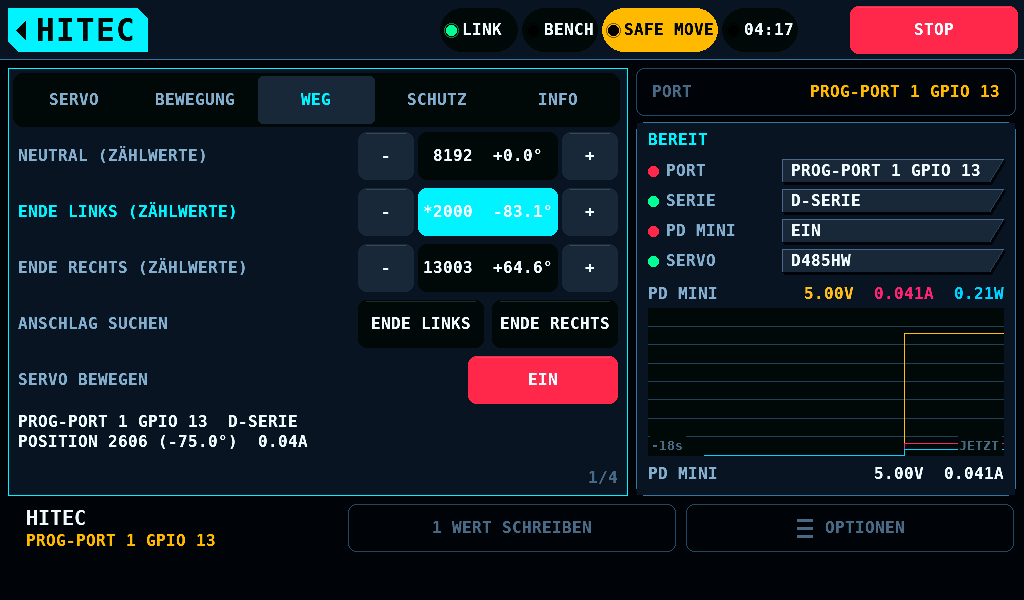 HITEC
LINK
BENCH
SAFE MOVE
04:17
STOP
SERVO BEWEGUNG WEG SCHUTZ INFO
NEUTRAL (ZÄHLWERTE) - 8192 +0.0° +
ENDE LINKS (ZÄHLWERTE) - *2000 -83.1° +
ENDE RECHTS (ZÄHLWERTE) - 13003 +64.6° +
ANSCHLAG SUCHEN ENDE LINKS ENDE RECHTS
SERVO BEWEGEN EIN
PROG-PORT 1 GPIO 13 D-SERIE
POSITION 2606 (-75.0°) 0.04A
1/4
PORT PROG-PORT 1 GPIO 13
BEREIT
PORT PROG-PORT 1 GPIO 13
SERIE D-SERIE
PD MINI EIN
SERVO D485HW
PD MINI 5.00V 0.041A 0.21W
-18s JETZT
PD MINI 5.00V 0.041A
HITEC
PROG-PORT 1 GPIO 13
1 WERT SCHREIBEN
OPTIONEN